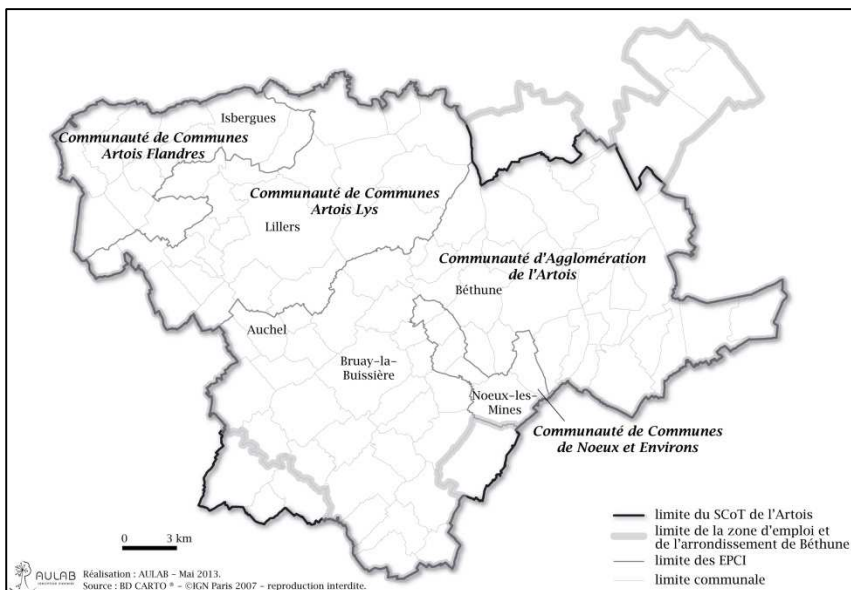 Isbergues
Communauté de Communes
Artois Flandres
Communauté de Communes
Artois Lys
Lillers
Communauté d'Agglomération
de l'Artois
Béthune
Auchel
Bruay-la-
Buissière
Noeux-les-
Mines
Communauté de Communes
de Noeux et Environs
0 3 km
limite du SCoT de l'Artois
limite de la zone d'emploi et
de l'arrondissement de Béthune
limite des EPCI
limite communale
AULAB
Réalisation : AULAB - Mai 2013.
Source : BD CARTO ® - ©IGN Paris 2007 - reproduction interdite.